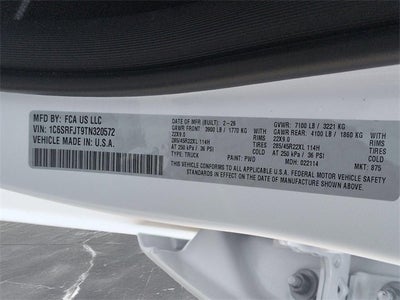 MFD BY: FCA US LLC
VIN: 1C6SRFJT9TN320572
VEHICLE MADE IN: U.S.A.
DATE OF MFR (BUILT): 2-26
GAWR FRONT: 3900 LB / 1770 KG
22X9.0
285/45R22XL 114H
AT 250 kPa / 36 PSI
TYPE: TRUCK
PAINT: PW0
GVWR: 7100 LB / 3221 KG
GAWR REAR: 4100 LB / 1860 KG
RIMS 22X9.0 RIMS
TIRES 285/45R22XL 114H TIRES
COLD AT 250 kPa / 36 PSI COLD
MDH: 022114
MKT: 875
THIS VEHICLE CONFORMS TO ALL APPLICABLE U.S.A. FEDERAL MOTOR VEHICLE SAFETY
STANDARDS IN EFFECT ON THE DATE OF MANUFACTURE SHOWN ABOVE.